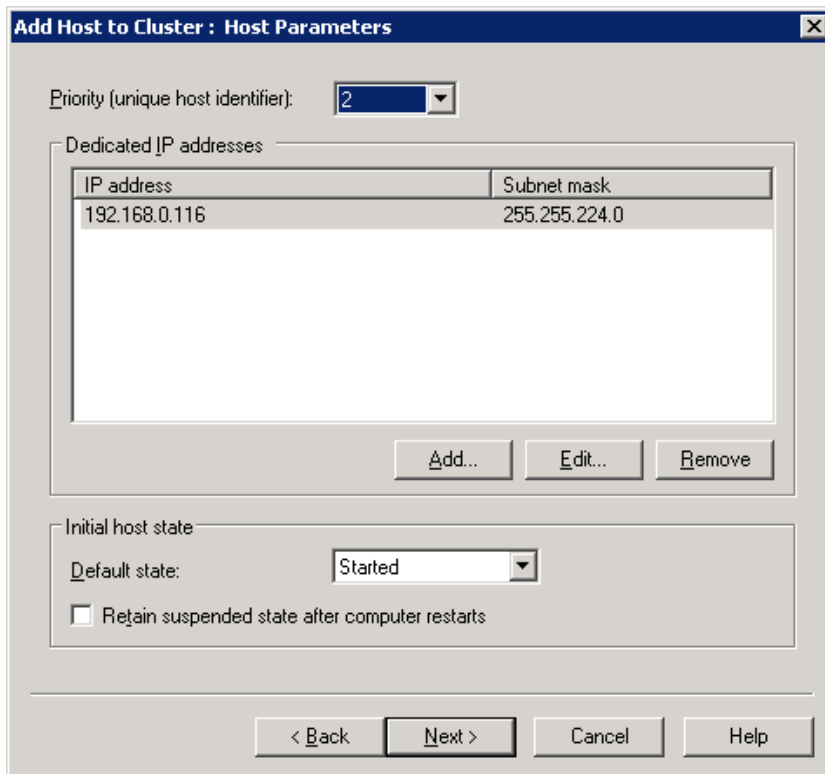 Add Host to Cluster : Host Parameters
Priority (unique host identifier): 2
Dedicated IP addresses
IP address Subnet mask
192.168.0.116 255.255.224.0
Add... Edit... Remove
Initial host state
Default state: Started
Retain suspended state after computer restarts
< Back Next > Cancel Help